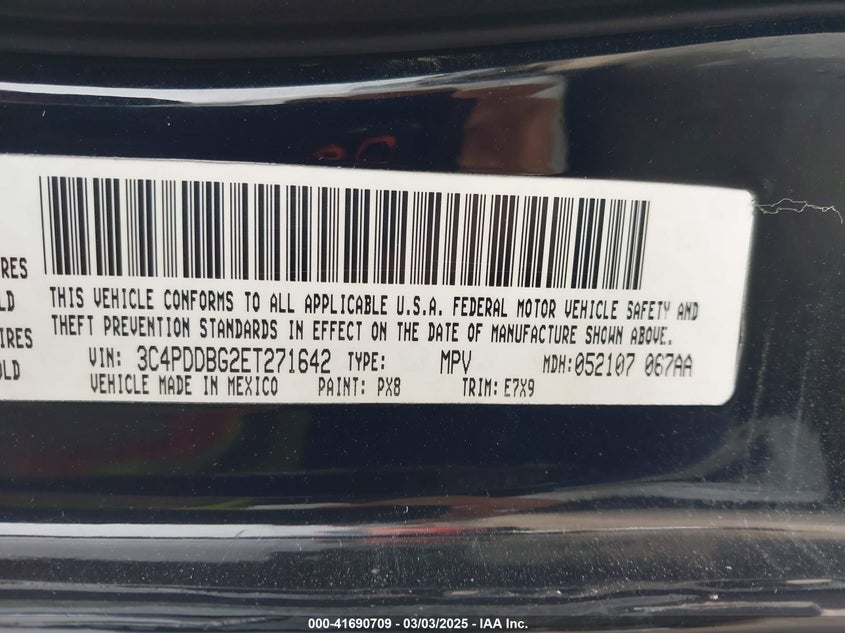 RES
LD
IRES
OLD
THIS VEHICLE CONFORMS TO ALL APPLICABLE U.S.A. FEDERAL MOTOR VEHICLE SAFETY AND
THEFT PREVENTION STANDARDS IN EFFECT ON THE DATE OF MANUFACTURE SHOWN ABOVE.
VIN: 3C4PDDBG2ET271642 TYPE: MPV MDH:052107 067AA
VEHICLE MADE IN MEXICO PAINT: PX8 TRIM: E7X9
000-41690709 - 03/03/2025 - IAA Inc.